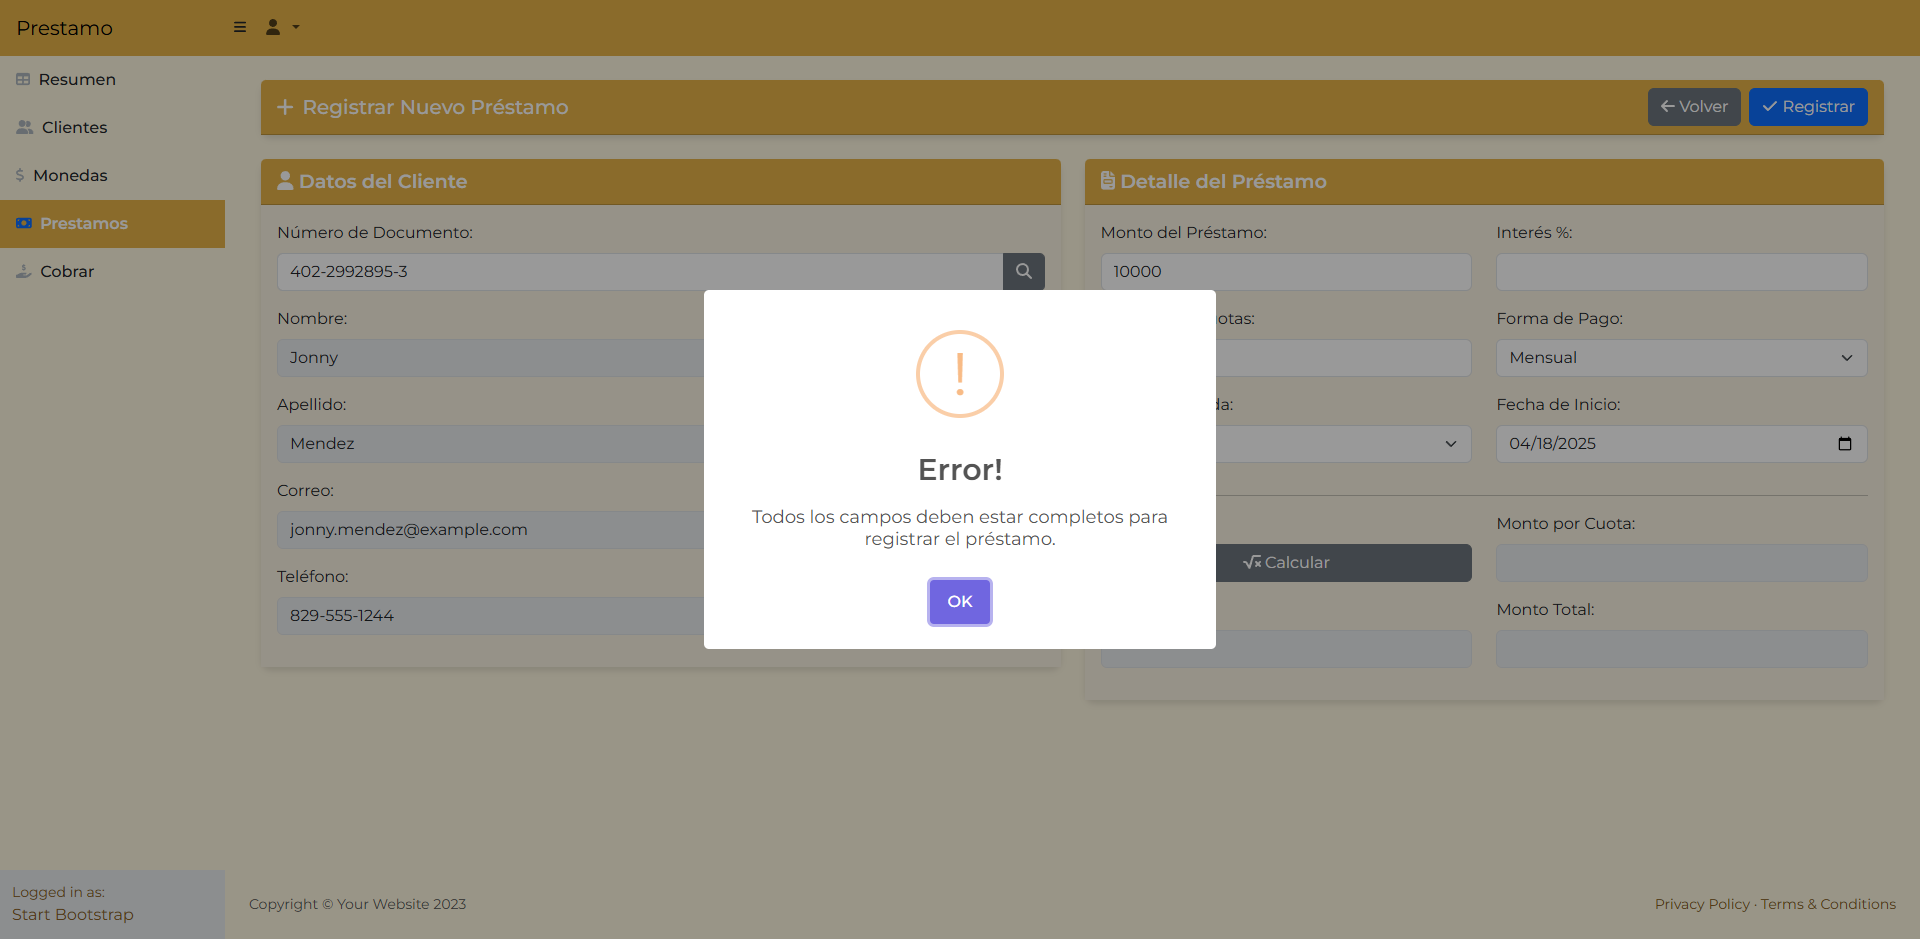 Prestamo
Resumen
Clientes
Monedas
Prestamos
Cobrar
Logged in as:
Start Bootstrap
Registrar Nuevo Préstamo
Volver
Registrar
Datos del Cliente
Número de Documento:
402-2992895-3
Nombre:
Jonny
Apellido:
Mendez
Correo:
jonny.mendez@example.com
Teléfono:
829-555-1244
Detalle del Préstamo
Monto del Préstamo:
Interés %:
10000
Forma de Pago:
Mensual
Fecha de Inicio:
04/18/2025
Monto por Cuota:
Calcular
Monto Total:
Error!
Todos los campos deben estar completos para
registrar el préstamo.
OK
Copyright © Your Website 2023
Privacy Policy · Terms & Conditions